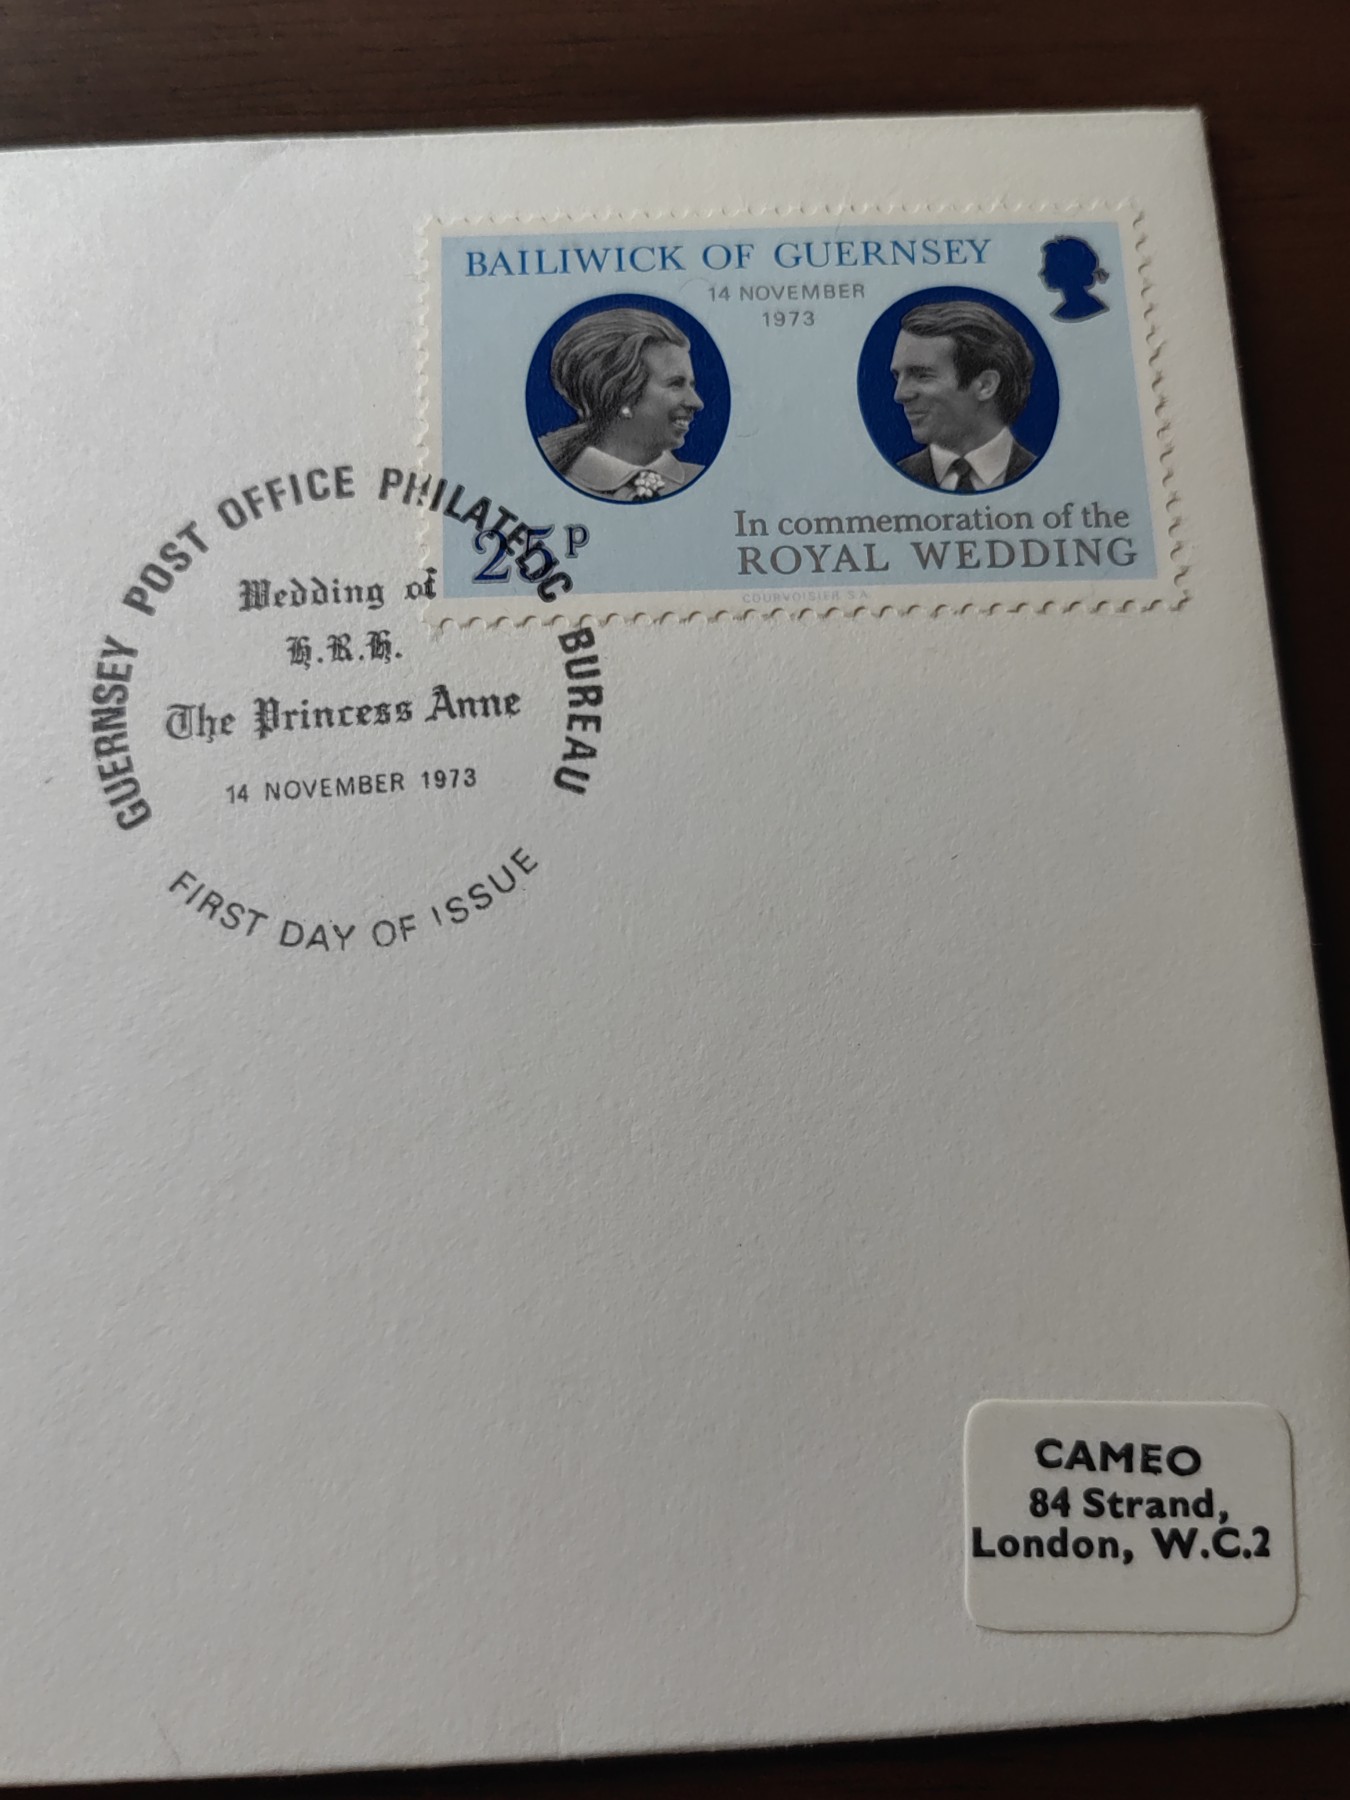 BAILIWICK OF GUERNSEY
14 NOVEMBER
1973
25p
In commemoration of the
ROYAL WEDDING
COURVOISIER S.A.
GUERNSEY POST OFFICE PHILATELIC BUREAU
Wedding of
H.R.H.
The Princess Anne
14 NOVEMBER 1973
FIRST DAY OF ISSUE
CAMEO
84 Strand,
London, W.C.2